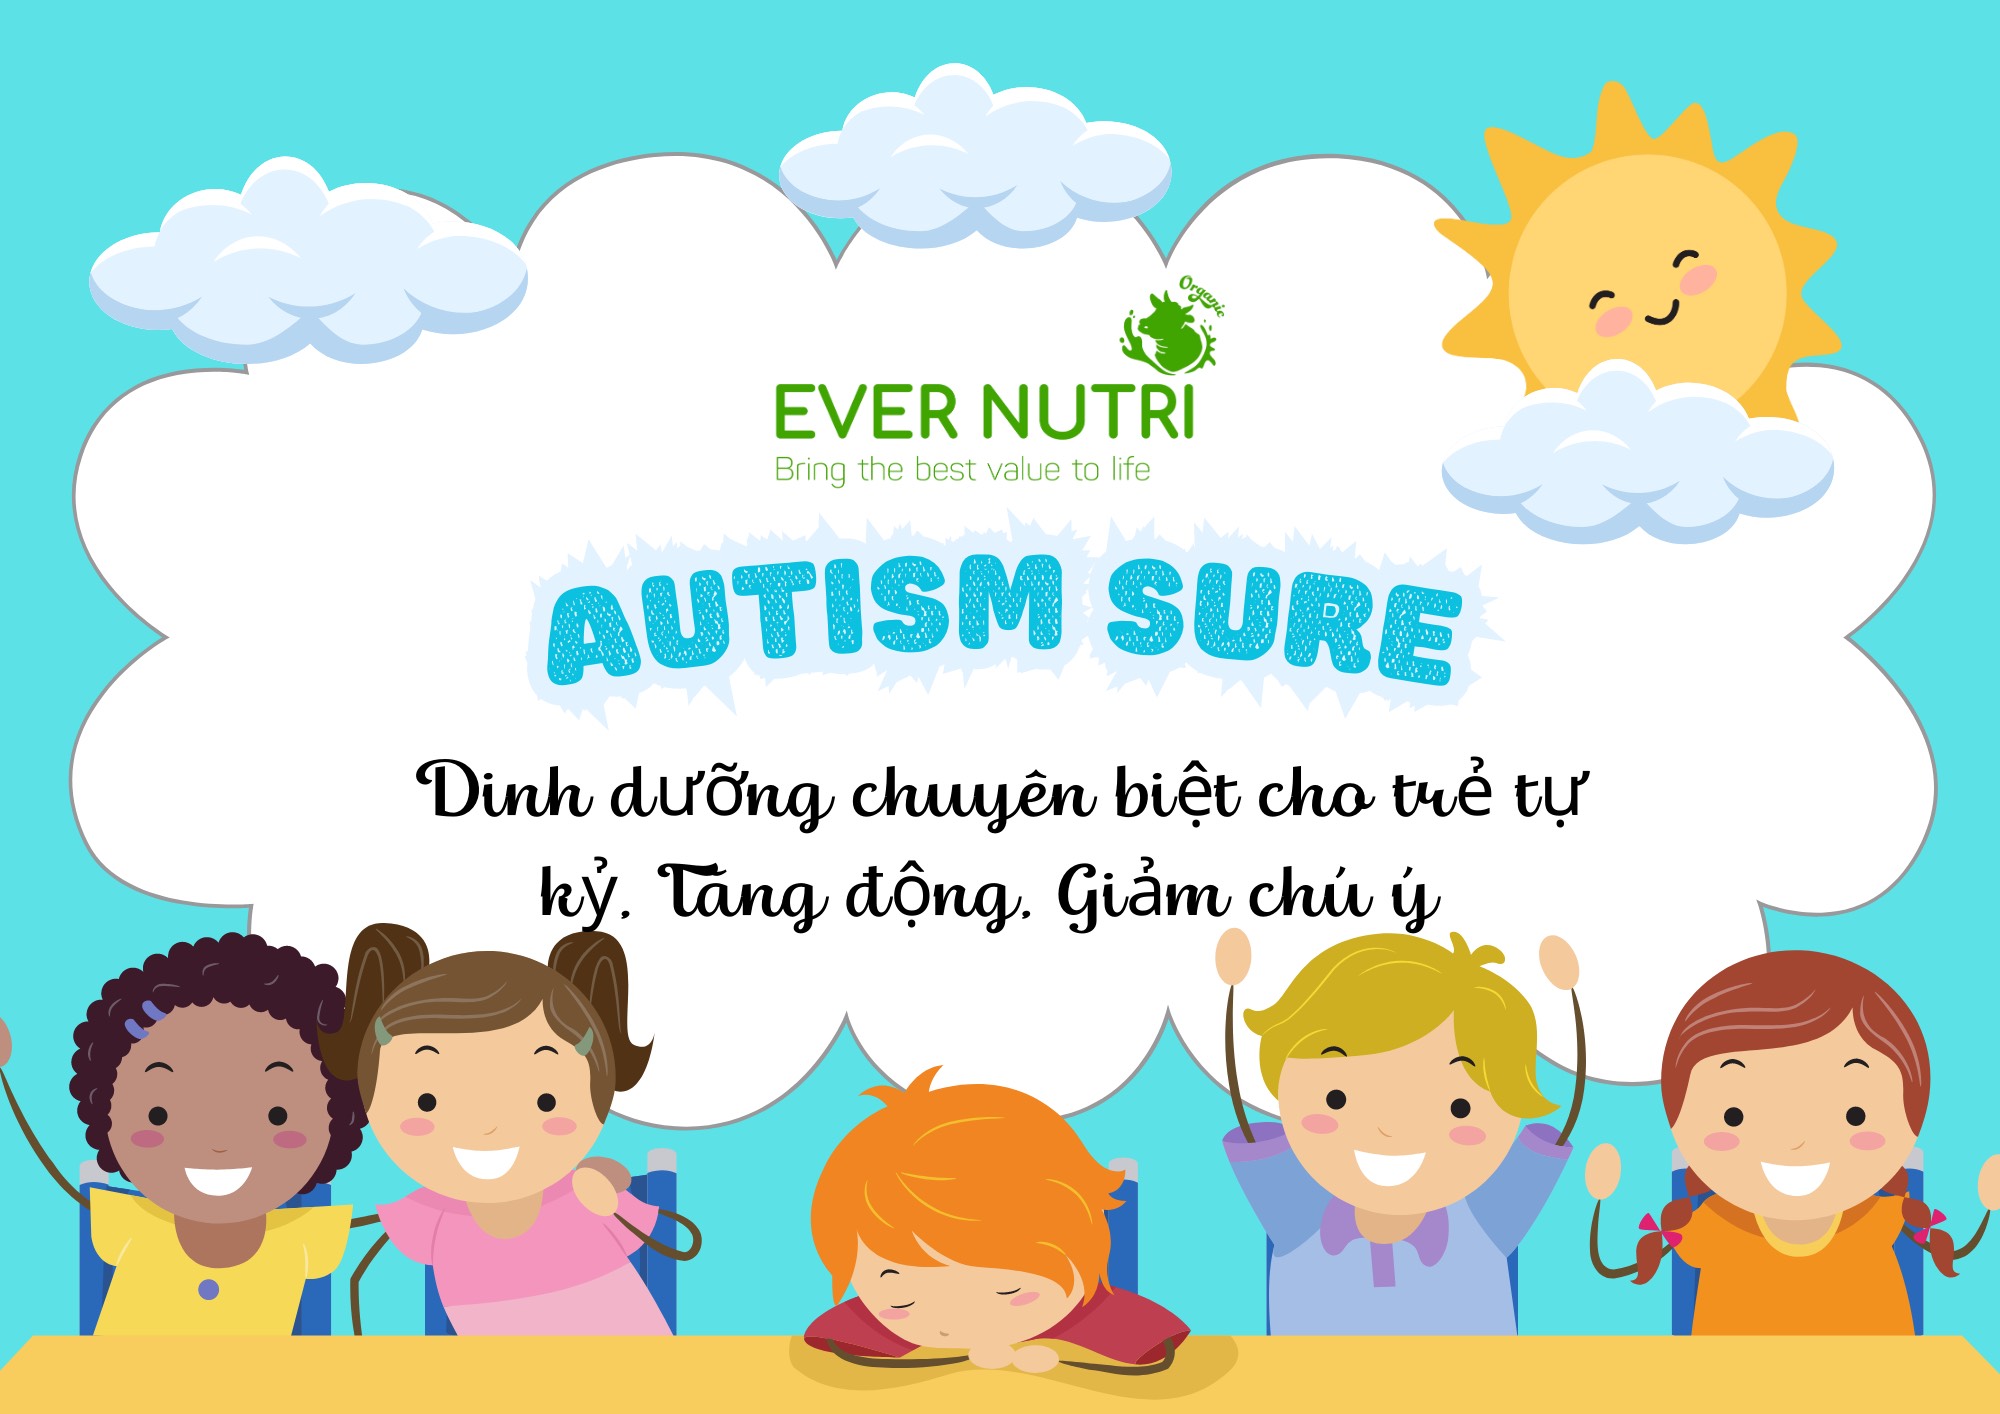 Organic
EVER NUTRI
Bring the best value to life
AUTISM SURE
Dinh dưỡng chuyên biệt cho trẻ tự
kỷ, Tăng động, Giảm chú ý